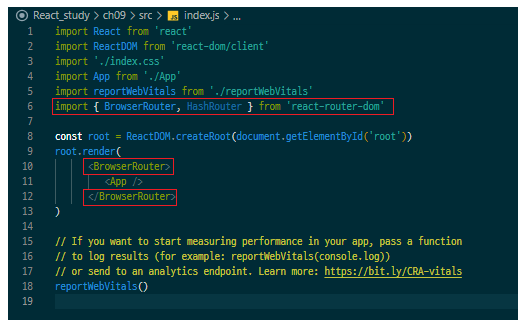 React_study > ch09 > src > JS index.js > ...
1 import React from 'react'
2 import ReactDOM from 'react-dom/client'
3 import './index.css'
4 import App from './App'
5 import reportWebVitals from './reportWebVitals'
6 import { BrowserRouter, HashRouter } from 'react-router-dom'
7
8 const root = ReactDOM.createRoot(document.getElementById('root'))
9 root.render(
10 <BrowserRouter>
11 <App />
12 </BrowserRouter>
13 )
14
15 // If you want to start measuring performance in your app, pass a function
16 // to log results (for example: reportWebVitals(console.log))
17 // or send to an analytics endpoint. Learn more: https://bit.ly/CRA-vitals
18 reportWebVitals()
19